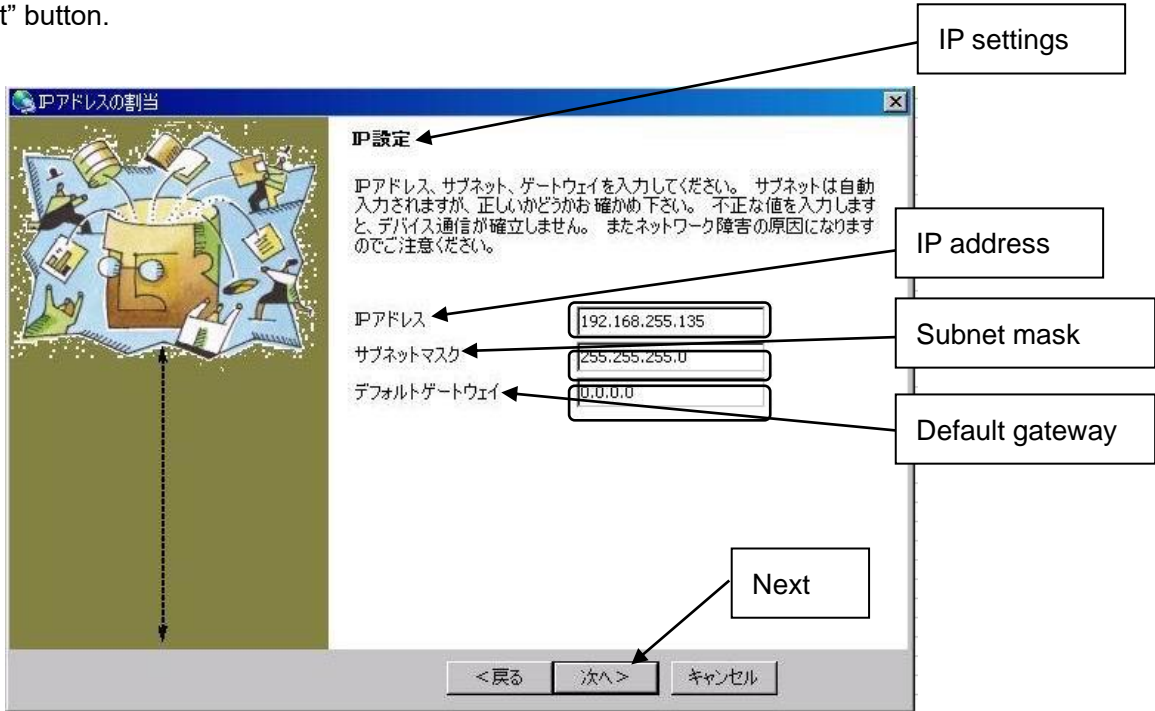 t” button.
IP settings
IPアドレスの割当
IP設定
IPアドレス、サブネット、ゲートウェイを入力してください。 サブネットは自動
入力されますが、正しいかどうかお確かめ下さい。 不正な値を入力します
と、デバイス通信が確立しません。 またネットワーク障害の原因になります
のでご注意ください。
IP address
IPアドレス 192.168.255.135
Subnet mask
サブネットマスク 255.255.255.0
デフォルトゲートウェイ 0.0.0.0
Default gateway
Next
<戻る 次へ> キャンセル